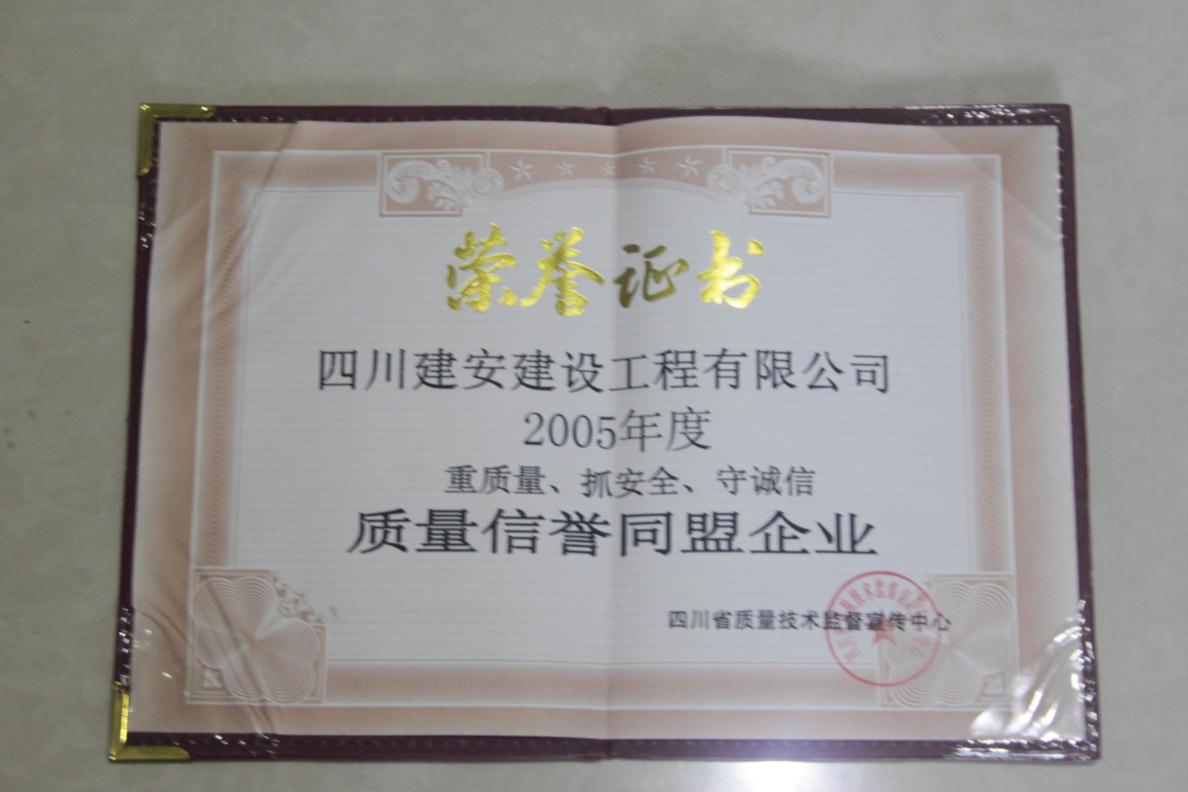 荣誉证书
四川建安建设工程有限公司
2005年度
重质量、抓安全、守诚信
质量信誉同盟企业
四川省质量技术监督宣传中心